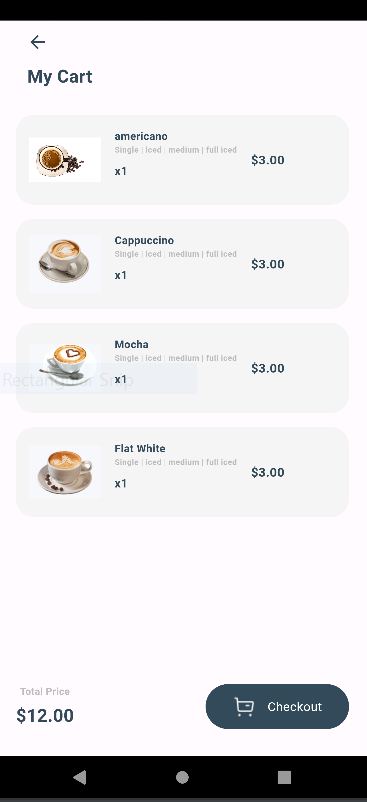 My Cart
americano
Single | iced | medium | full iced
x1
$3.00
Cappuccino
Single | iced | medium | full iced
x1
$3.00
Mocha
Single | iced | medium | full iced
x1
$3.00
Rectangular Snip
Flat White
Single | iced | medium | full iced
x1
$3.00
Total Price
$12.00
Checkout